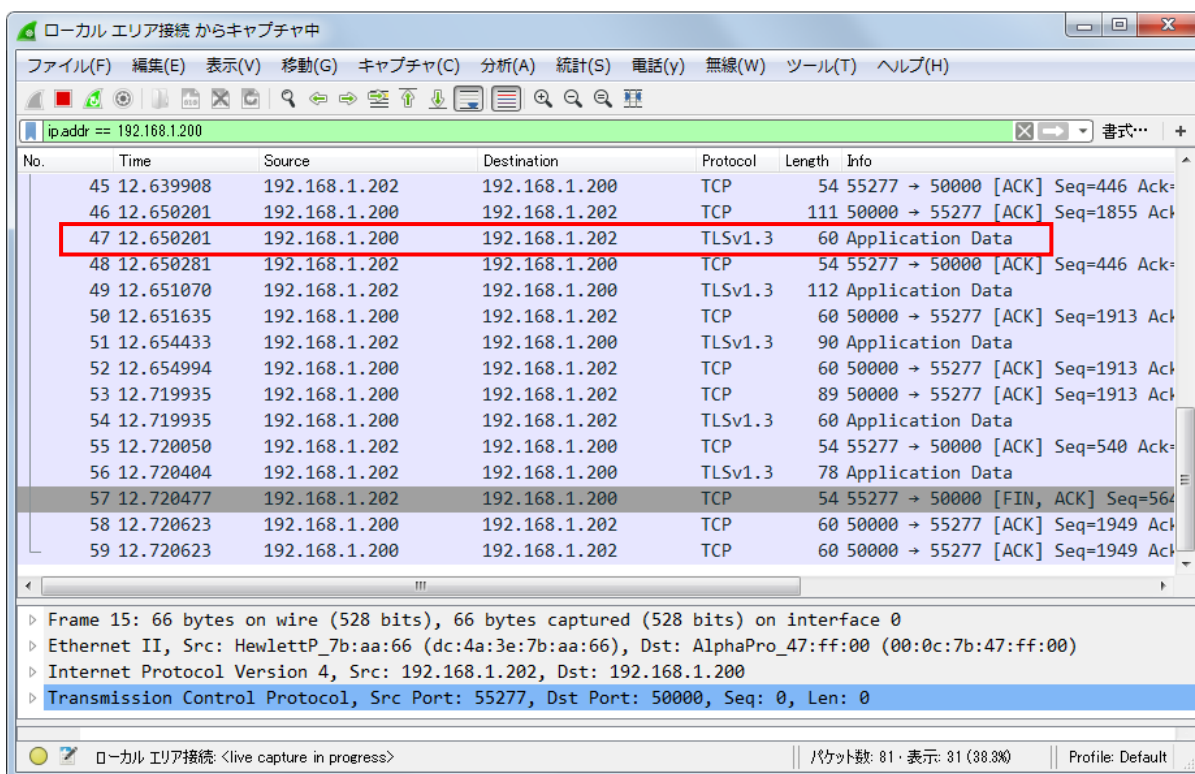 ローカル エリア接続 からキャプチャ中
ファイル(F) 編集(E) 表示(V) 移動(G) キャプチャ(C) 分析(A) 統計(S) 電話(y) 無線(W) ツール(T) ヘルプ(H)
ip.addr == 192.168.1.200 書式… +
No. Time Source Destination Protocol Length Info
45 12.639908 192.168.1.202 192.168.1.200 TCP 54 55277 → 50000 [ACK] Seq=446 Ack=
46 12.650201 192.168.1.200 192.168.1.202 TCP 111 50000 → 55277 [ACK] Seq=1855 Ack
47 12.650201 192.168.1.200 192.168.1.202 TLSv1.3 60 Application Data
48 12.650281 192.168.1.202 192.168.1.200 TCP 54 55277 → 50000 [ACK] Seq=446 Ack=
49 12.651070 192.168.1.202 192.168.1.200 TLSv1.3 112 Application Data
50 12.651635 192.168.1.200 192.168.1.202 TCP 60 50000 → 55277 [ACK] Seq=1913 Ack
51 12.654433 192.168.1.202 192.168.1.200 TLSv1.3 90 Application Data
52 12.654994 192.168.1.200 192.168.1.202 TCP 60 50000 → 55277 [ACK] Seq=1913 Ack
53 12.719935 192.168.1.200 192.168.1.202 TCP 89 50000 → 55277 [ACK] Seq=1913 Ack
54 12.719935 192.168.1.200 192.168.1.202 TLSv1.3 60 Application Data
55 12.720050 192.168.1.202 192.168.1.200 TCP 54 55277 → 50000 [ACK] Seq=540 Ack=
56 12.720404 192.168.1.202 192.168.1.200 TLSv1.3 78 Application Data
57 12.720477 192.168.1.202 192.168.1.200 TCP 54 55277 → 50000 [FIN, ACK] Seq=564
58 12.720623 192.168.1.200 192.168.1.202 TCP 60 50000 → 55277 [ACK] Seq=1949 Ack
59 12.720623 192.168.1.200 192.168.1.202 TCP 60 50000 → 55277 [ACK] Seq=1949 Ack
Frame 15: 66 bytes on wire (528 bits), 66 bytes captured (528 bits) on interface 0
Ethernet II, Src: HewlettP_7b:aa:66 (dc:4a:3e:7b:aa:66), Dst: AlphaPro_47:ff:00 (00:0c:7b:47:ff:00)
Internet Protocol Version 4, Src: 192.168.1.202, Dst: 192.168.1.200
Transmission Control Protocol, Src Port: 55277, Dst Port: 50000, Seq: 0, Len: 0
ローカル エリア接続: <live capture in progress> パケット数: 81 · 表示: 31 (38.3%) Profile: Default